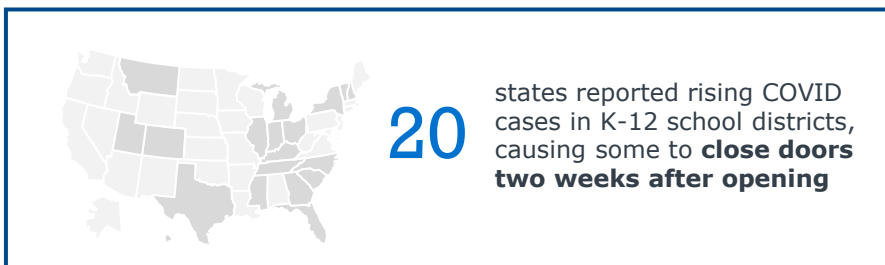 20
states reported rising COVID
cases in K-12 school districts,
causing some to close doors
two weeks after opening